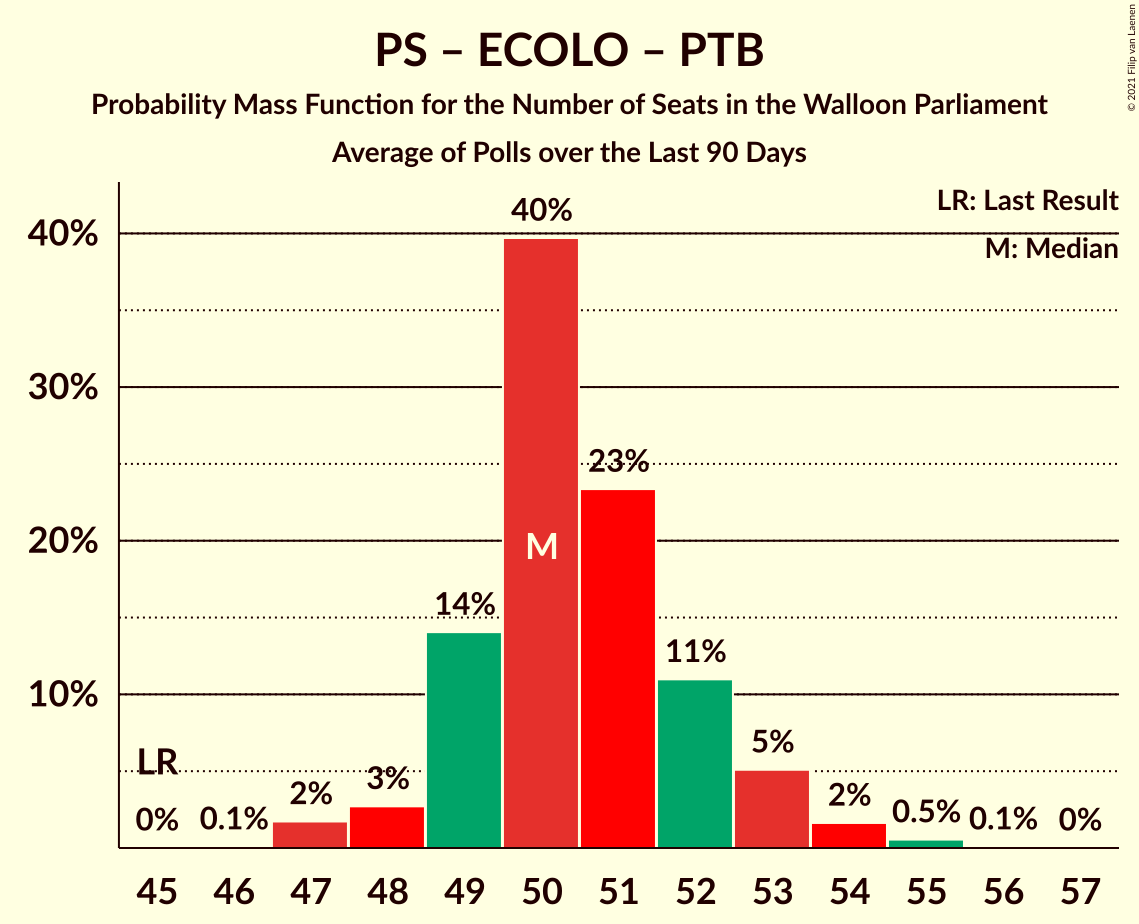 PS – ECOLO – PTB
Probability Mass Function for the Number of Seats in the Walloon Parliament
Average of Polls over the Last 90 Days
© 2021 Filip van Laenen
LR: Last Result
M: Median
40%
30%
20%
10%
LR
0%
0.1%
2%
3%
14%
40%
M
23%
11%
5%
2%
0.5%
0.1%
0%
45 46 47 48 49 50 51 52 53 54 55 56 57